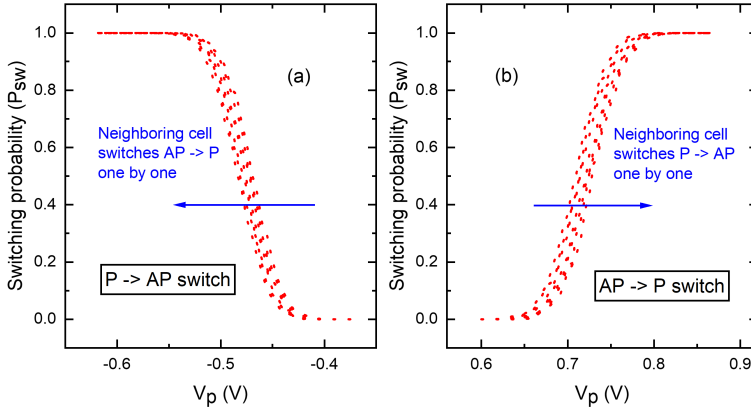 1.0
0.8
0.6
0.4
0.2
0.0
Switching probability (Psw)
(a)
Neighboring cell
switches AP -> P
one by one
P -> AP switch
-0.6
-0.5
-0.4
Vp (V)
1.0
0.8
0.6
0.4
0.2
0.0
Switching probability (Psw)
(b)
Neighboring cell
switches P -> AP
one by one
AP -> P switch
0.6
0.7
0.8
0.9
Vp (V)